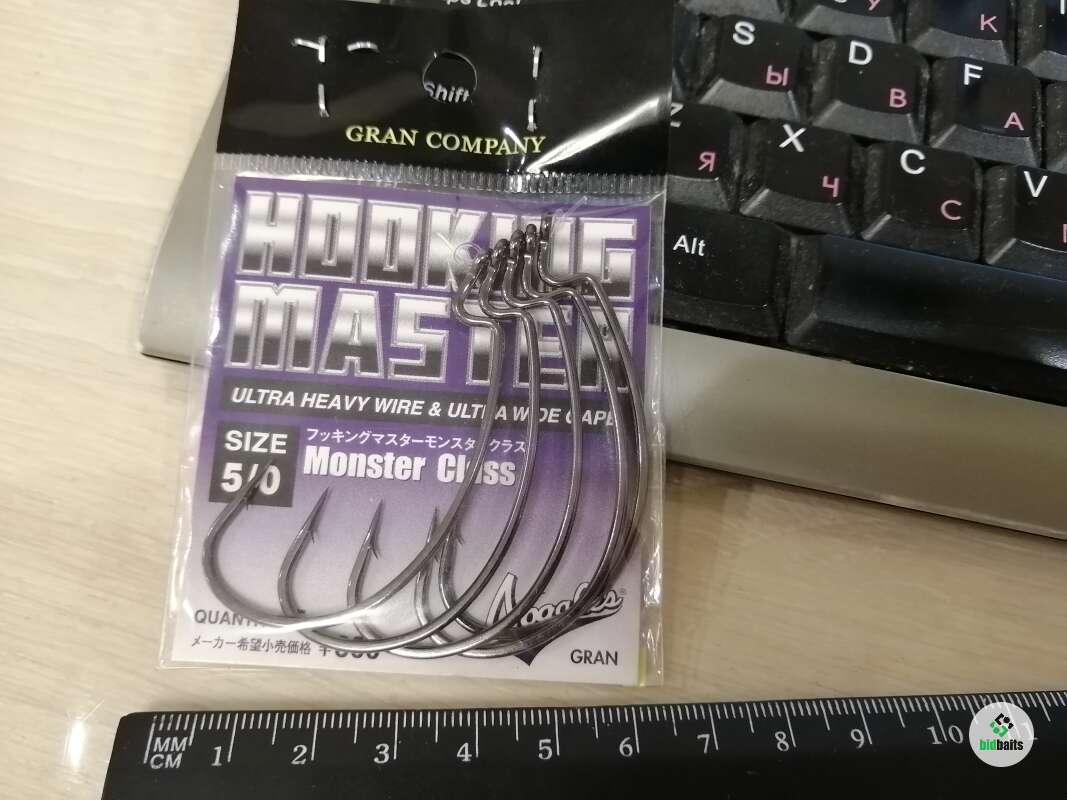 Shift
GRAN COMPANY
HOOKING
MASTER
ULTRA HEAVY WIRE & ULTRA WIDE GAPE
SIZE
5/0
フッキングマスターモンスタークラス
Monster Class
メーカー希望小売価格
GRAN
У
K
S
Ы
D
В
F
А
Z
Я
X
Ч
C
С
V
Alt
MM
CM
1 2 3 4 5 6 7 8 9 10
bidbaits